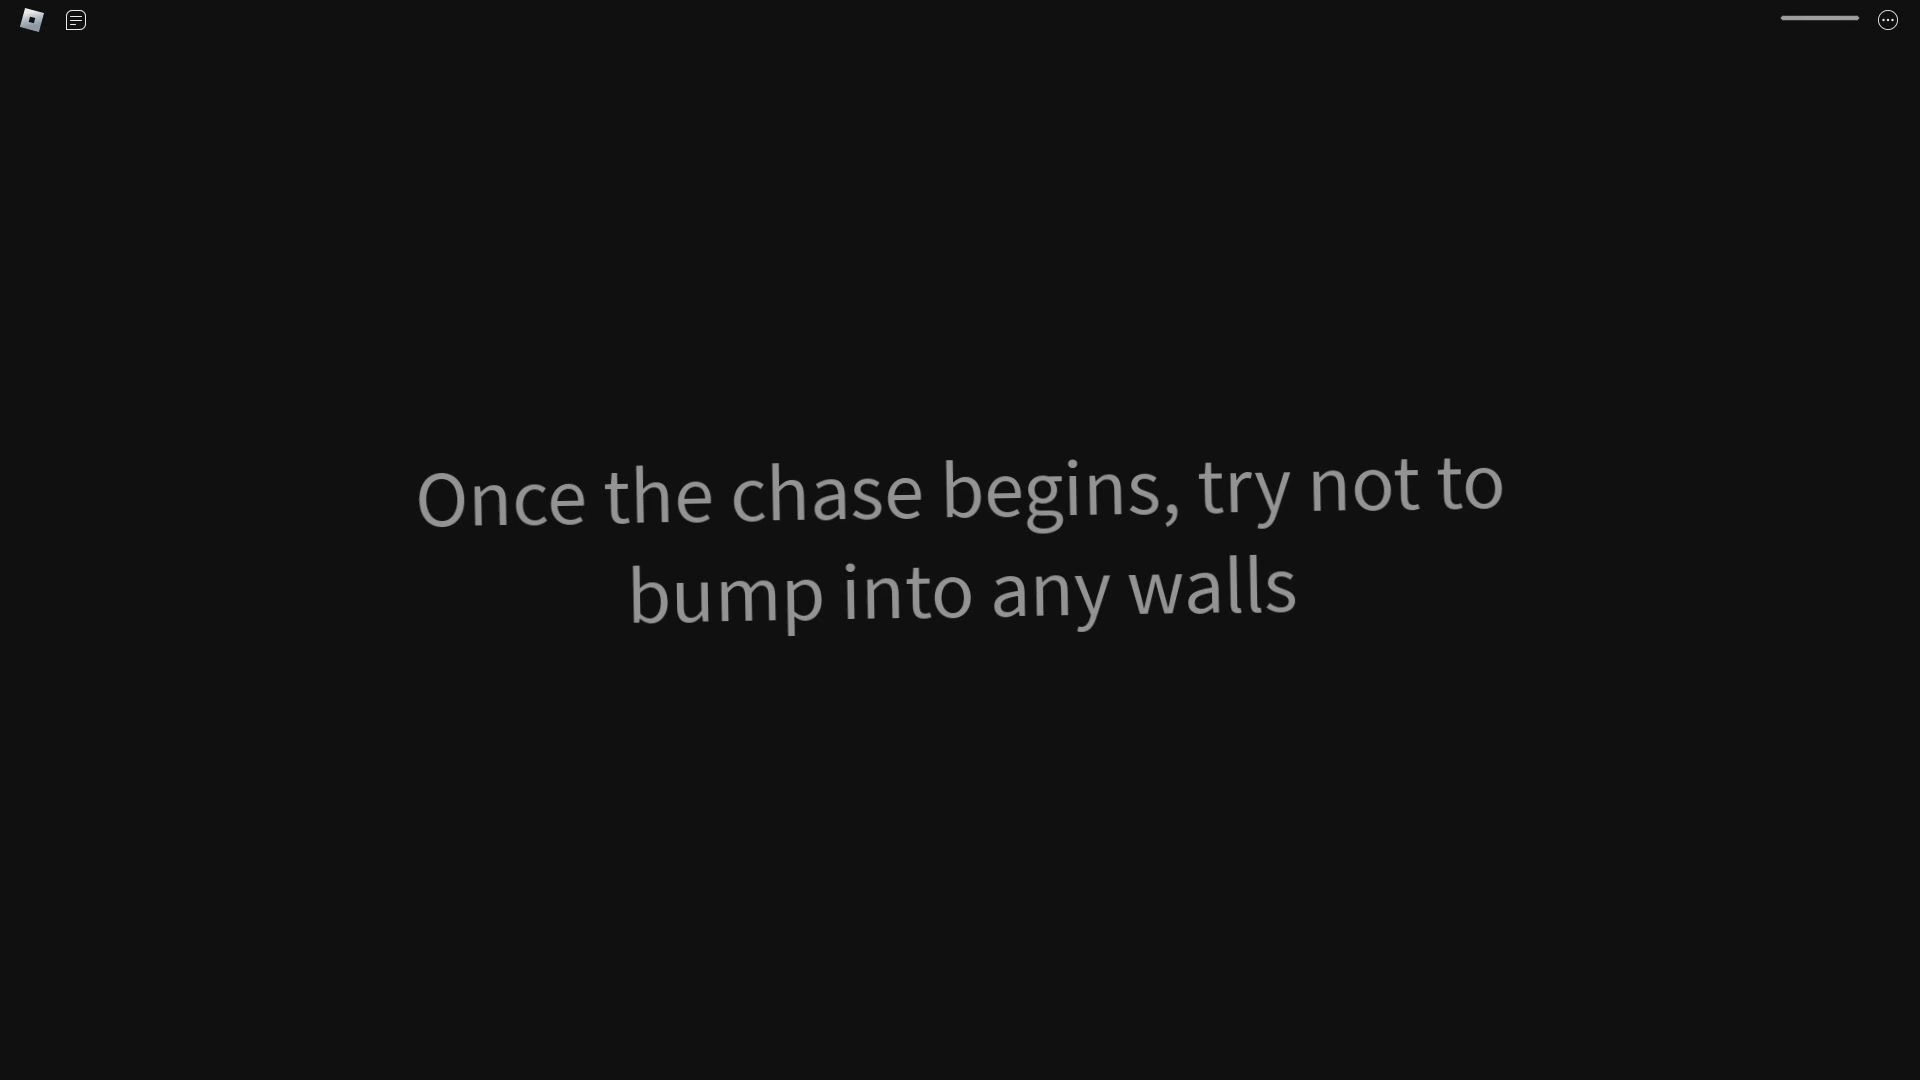 Once the chase begins, try not to
bump into any walls